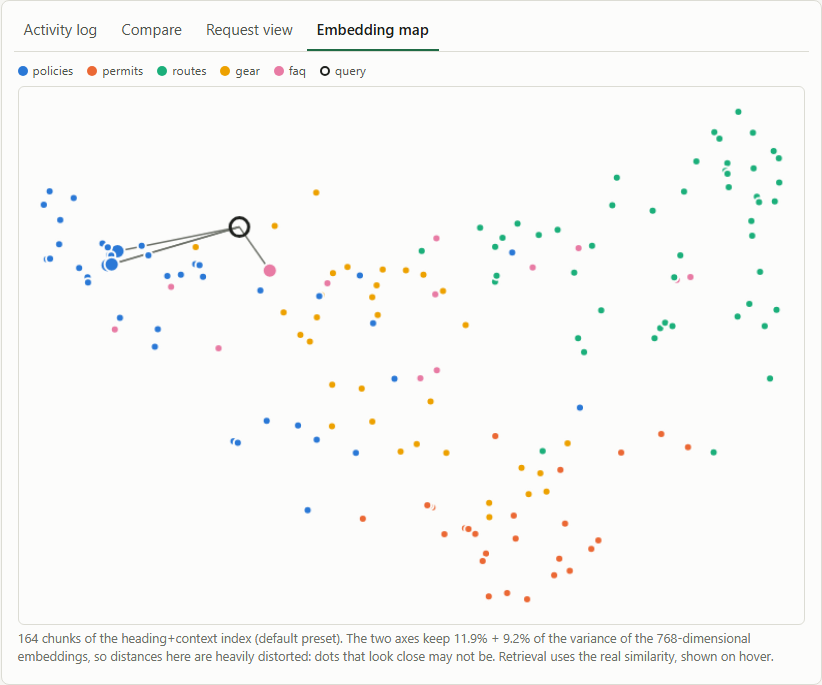 Activity log Compare Request view Embedding map
policies permits routes gear faq query
164 chunks of the heading+context index (default preset). The two axes keep 11.9% + 9.2% of the variance of the 768-dimensional
embeddings, so distances here are heavily distorted: dots that look close may not be. Retrieval uses the real similarity, shown on hover.